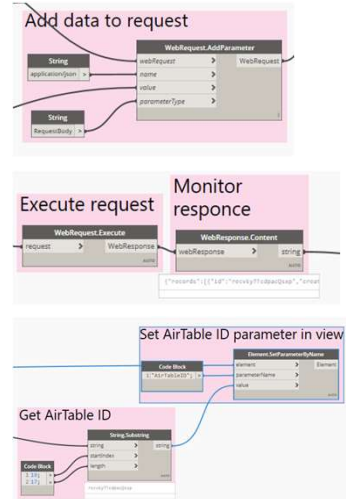 Add data to request
WebRequest.AddParameter
webRequest > WebRequest
String
application/json >
name >
value >
parameterType >
String
RequestBody >
Execute request
Monitor
responce
WebRequest.Execute
request > WebResponse
WebResponse.Content
webResponse > string
Set AirTable ID parameter in view
Element.SetParameterByName
Code Block
"AirTableID"; >
element > Element
parameterName >
value >
Get AirTable ID
String.Substring
string > string
startIndex >
length >
Code Block